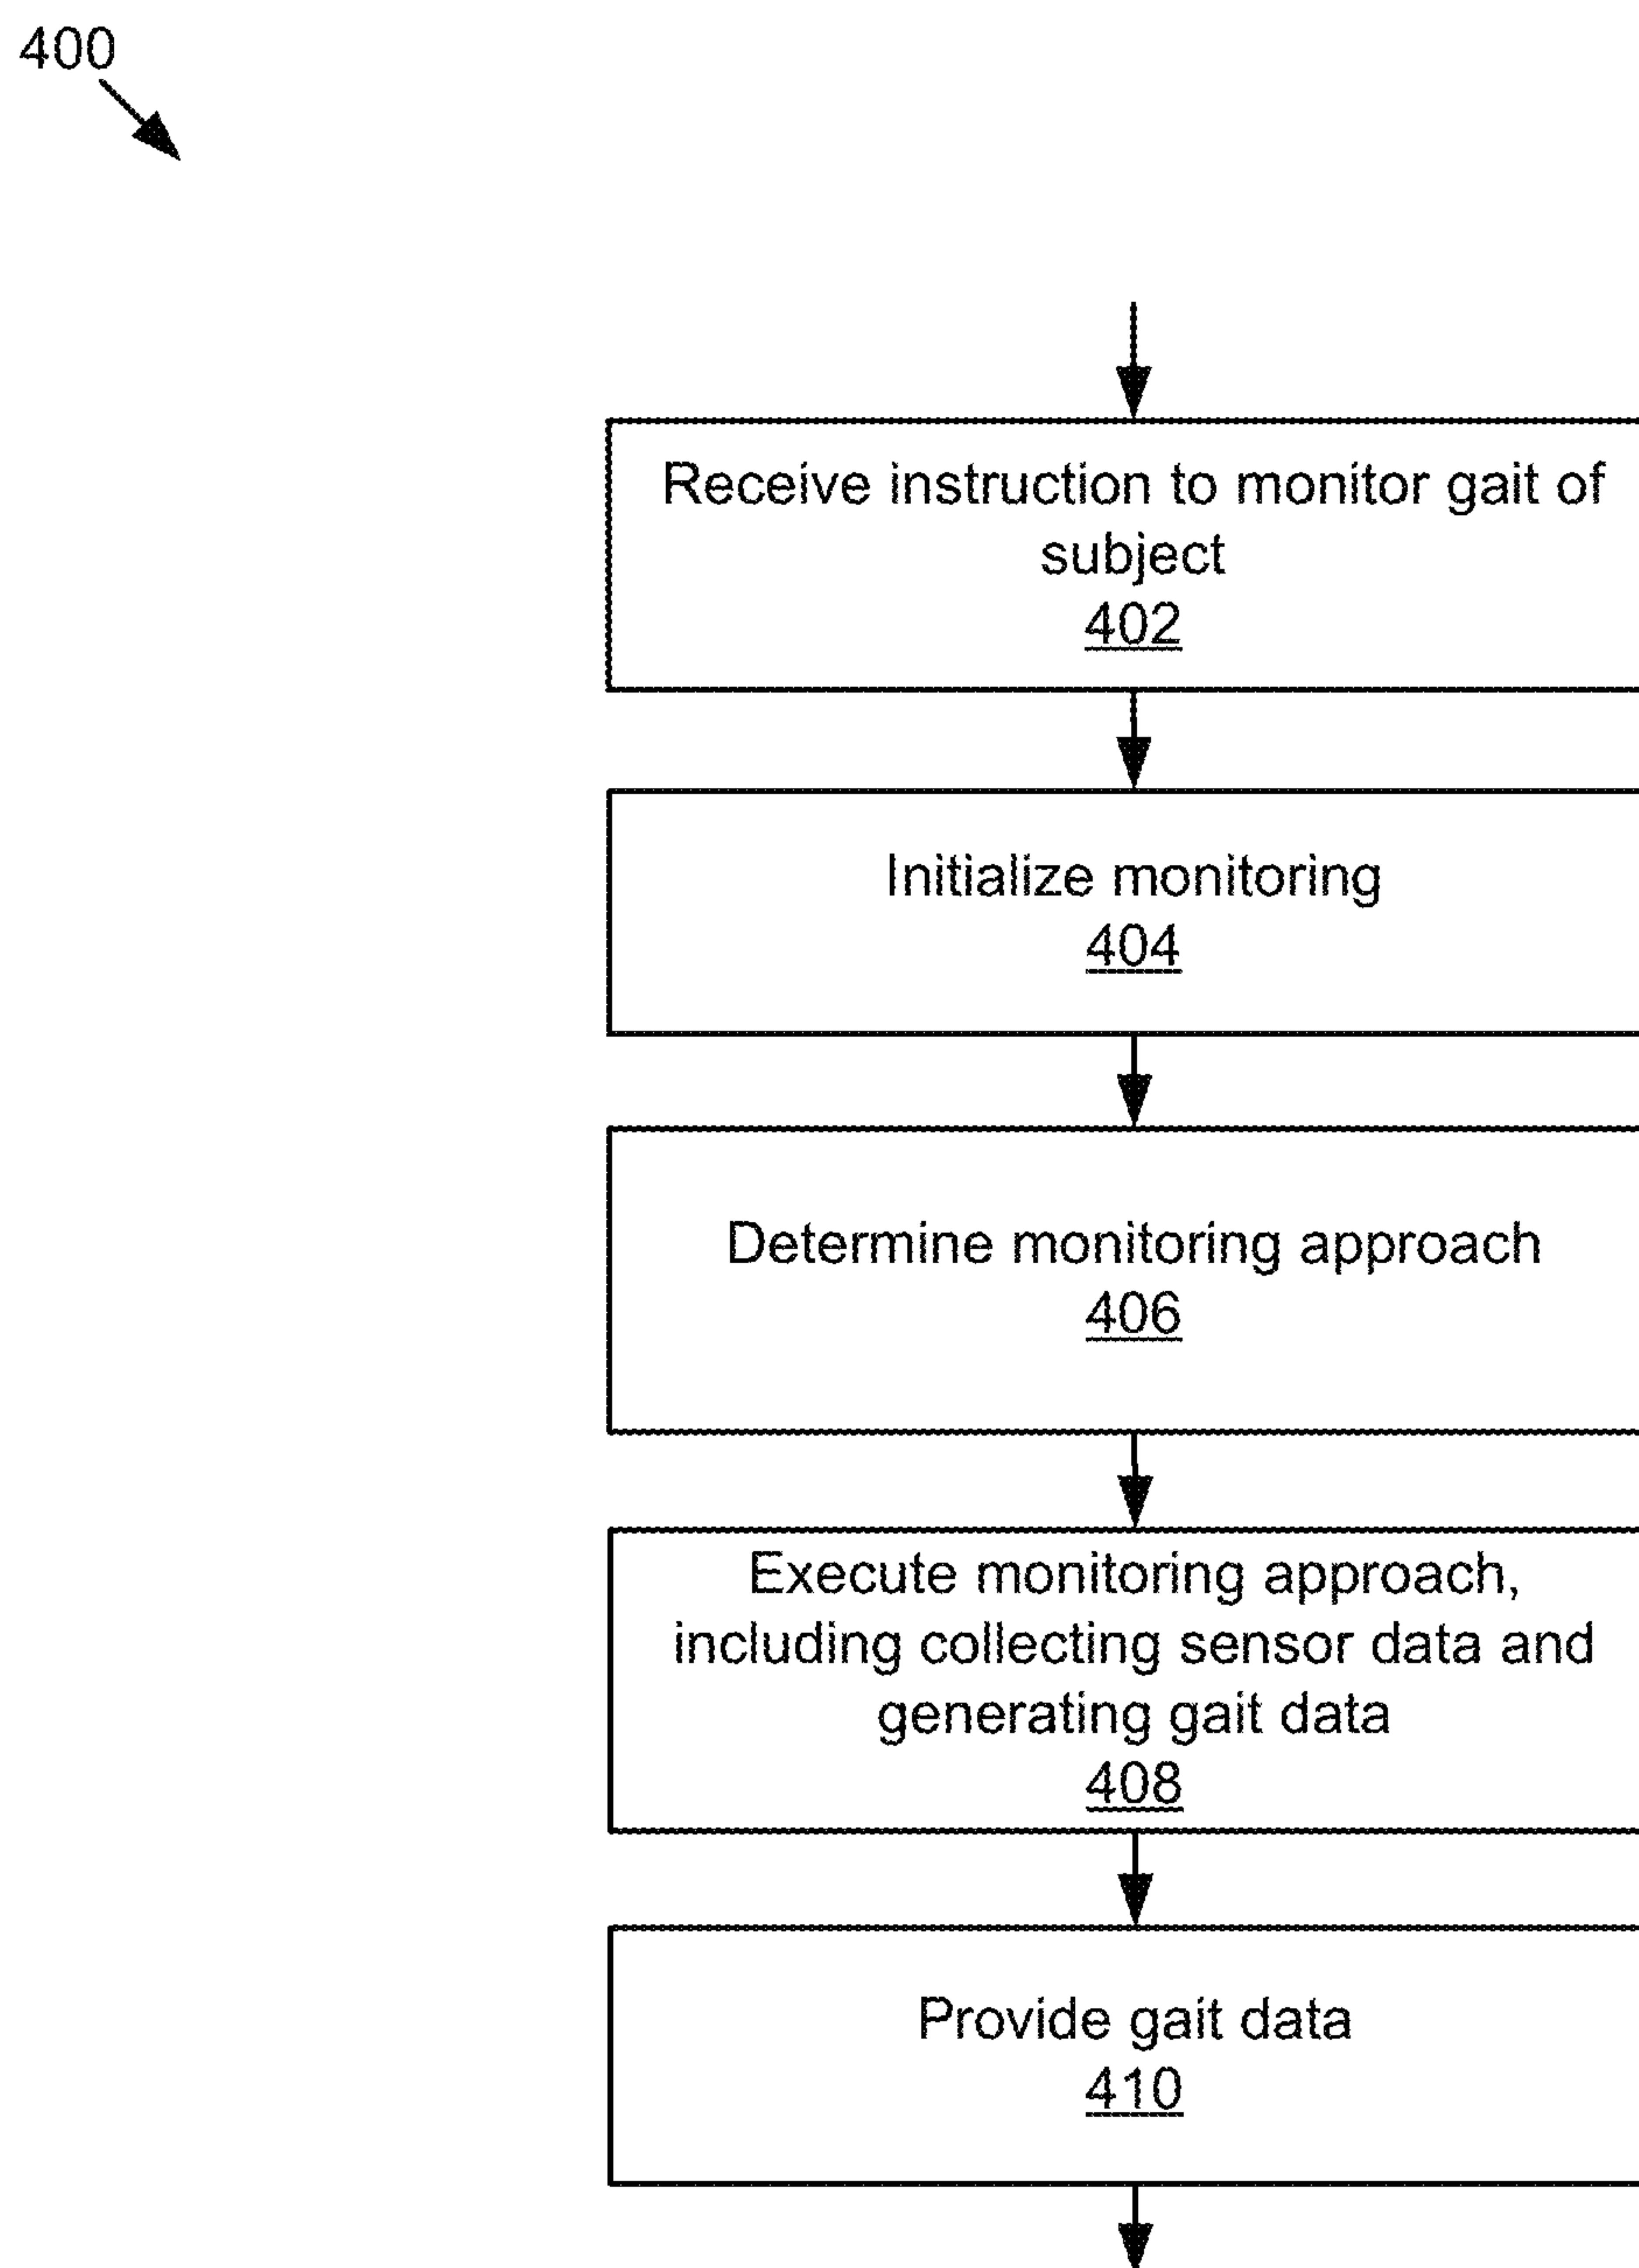 400
Receive instruction to monitor gait of
subject
402
Initialize monitoring
404
Determine monitoring approach
406
Execute monitoring approach,
including collecting sensor data and
generating gait data
408
Provide gait data
410